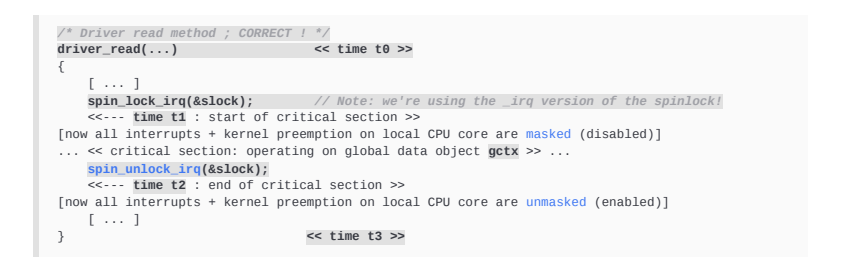 /* Driver read method ; CORRECT ! */
driver_read(...)                  << time t0 >>
{
    [ ... ]
    spin_lock_irq(&slock);        // Note: we're using the _irq version of the spinlock!
    <<--- time t1 : start of critical section >>
[now all interrupts + kernel preemption on local CPU core are masked (disabled)]
... << critical section: operating on global data object gctx >> ...
    spin_unlock_irq(&slock);
    <<--- time t2 : end of critical section >>
[now all interrupts + kernel preemption on local CPU core are unmasked (enabled)]
    [ ... ]
}                                 << time t3 >>